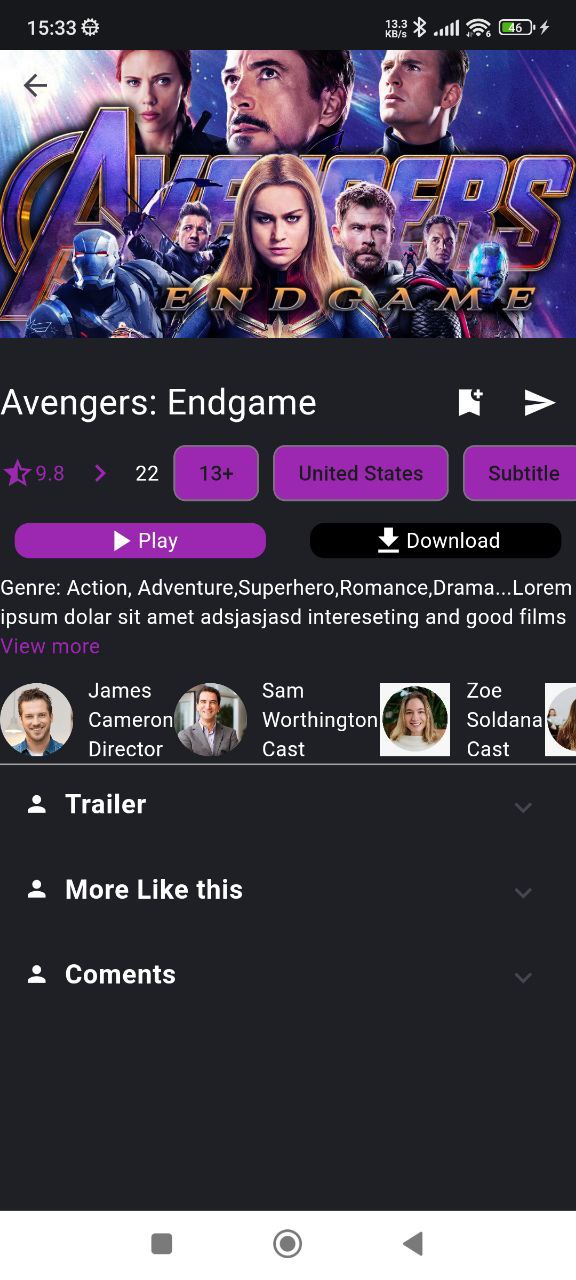 15:33
13.3
KB/s
6
46
AVENGERS
ENDGAME
Avengers: Endgame
9.8
22
13+
United States
Subtitle
Play
Download
Genre: Action, Adventure,Superhero,Romance,Drama...Lorem
ipsum dolar sit amet adsjasjasd intereseting and good films
View more
James
Cameron
Director
Sam
Worthington
Cast
Zoe
Soldana
Cast
Trailer
More Like this
Coments